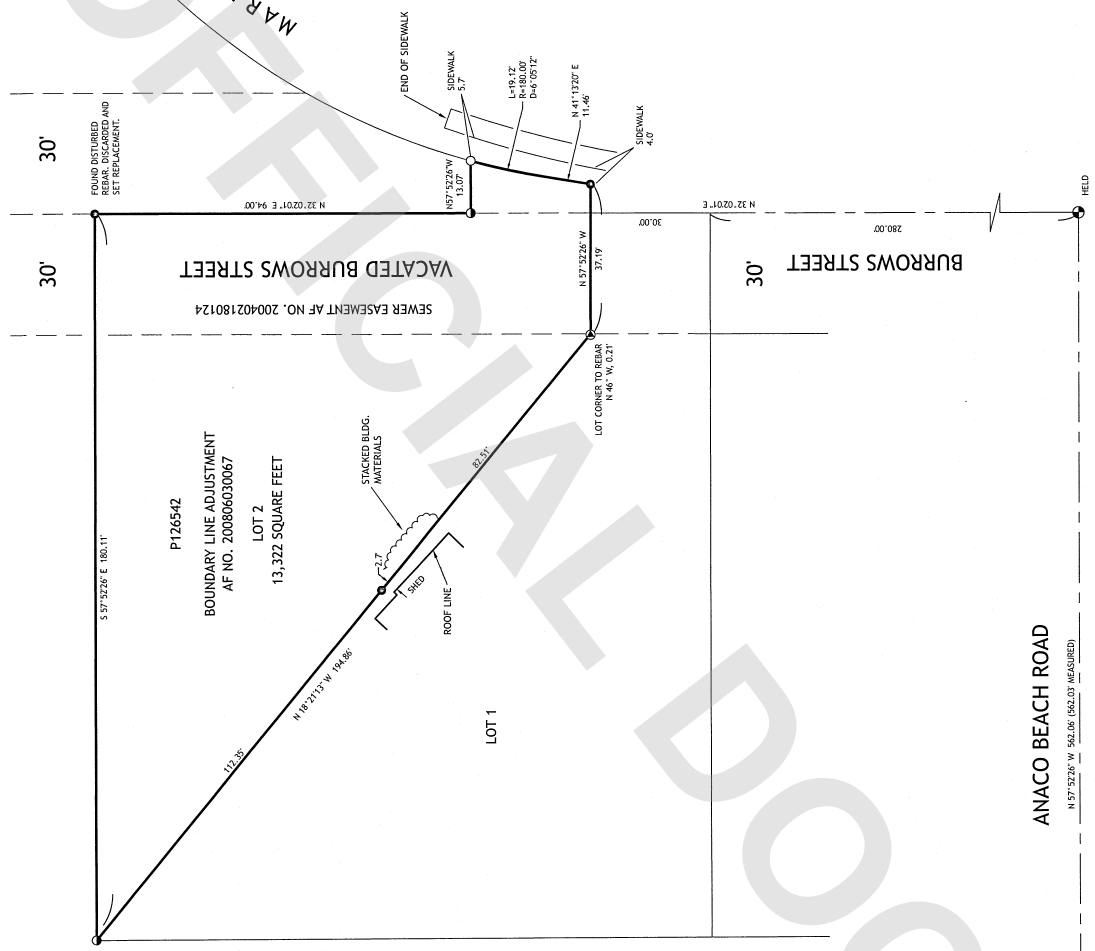 MAR
END OF SIDEWALK
SIDEWALK
5.7'
L=19.12'
R=180.00'
D=6°05'12"
N 41°13'20" E
11.46'
SIDEWALK
4.0'
30'
FOUND DISTURBED
REBAR. DISCARDED AND
SET REPLACEMENT.
N57°52'26"W
13.07
N 32°02'01" E 94.00'
30'
VACATED BURROWS STREET
SEWER EASEMENT AF NO. 200402180124
N 57°52'26" W
37.19'
30.00'
N 32°02'01" E
280.00'
HELD
30'
BURROWS STREET
LOT CORNER TO REBAR
N 46° W, 0.21'
S 57°52'26" E 180.11'
P126542
BOUNDARY LINE ADJUSTMENT
AF NO. 200806030067
LOT 2
13,322 SQUARE FEET
STACKED BLDG.
MATERIALS
82.51'
2.7
SHED
ROOF LINE
N 18°21'13" W 194.86'
112.35'
LOT 1
ANACO BEACH ROAD
N 57°52'26" W 562.06' (562.03' MEASURED)
OFFICIAL DOC